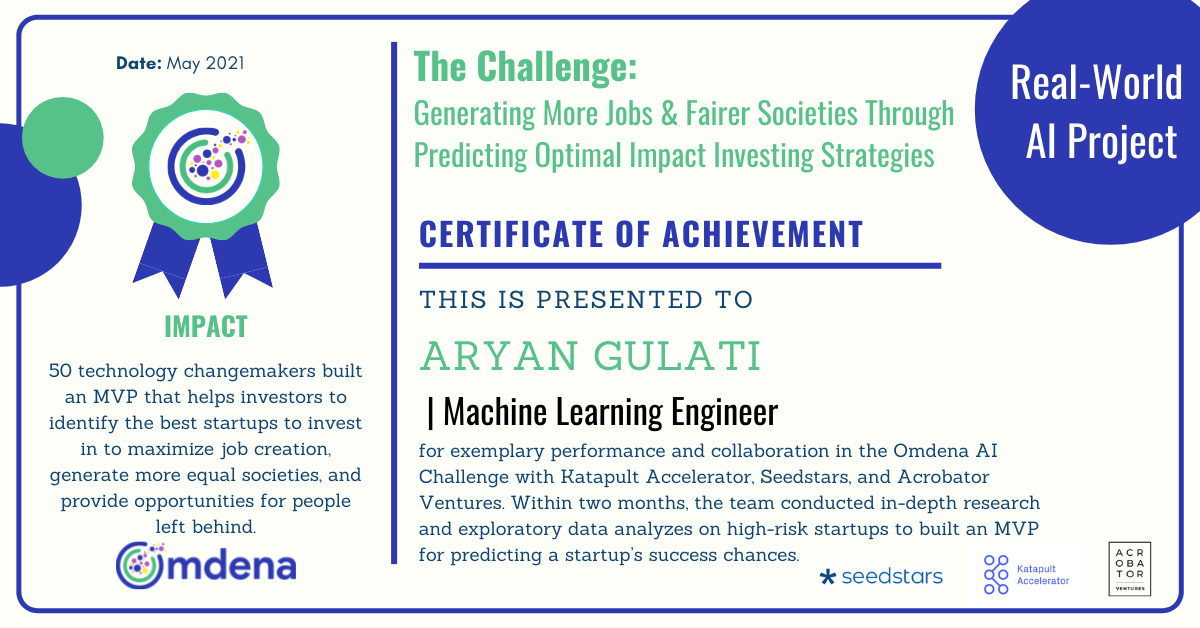 Date: May 2021
IMPACT
50 technology changemakers built
an MVP that helps investors to
identify the best startups to invest
in to maximize job creation,
generate more equal societies, and
provide opportunities for people
left behind.
Omdena
The Challenge:
Generating More Jobs & Fairer Societies Through
Predicting Optimal Impact Investing Strategies
Real-World
AI Project
CERTIFICATE OF ACHIEVEMENT
THIS IS PRESENTED TO
ARYAN GULATI
| Machine Learning Engineer
for exemplary performance and collaboration in the Omdena AI
Challenge with Katapult Accelerator, Seedstars, and Acrobator
Ventures. Within two months, the team conducted in-depth research
and exploratory data analyzes on high-risk startups to built an MVP
for predicting a startup's success chances.
seedstars
Katapult
Accelerator
ACR
OBA
TOR
VENTURES